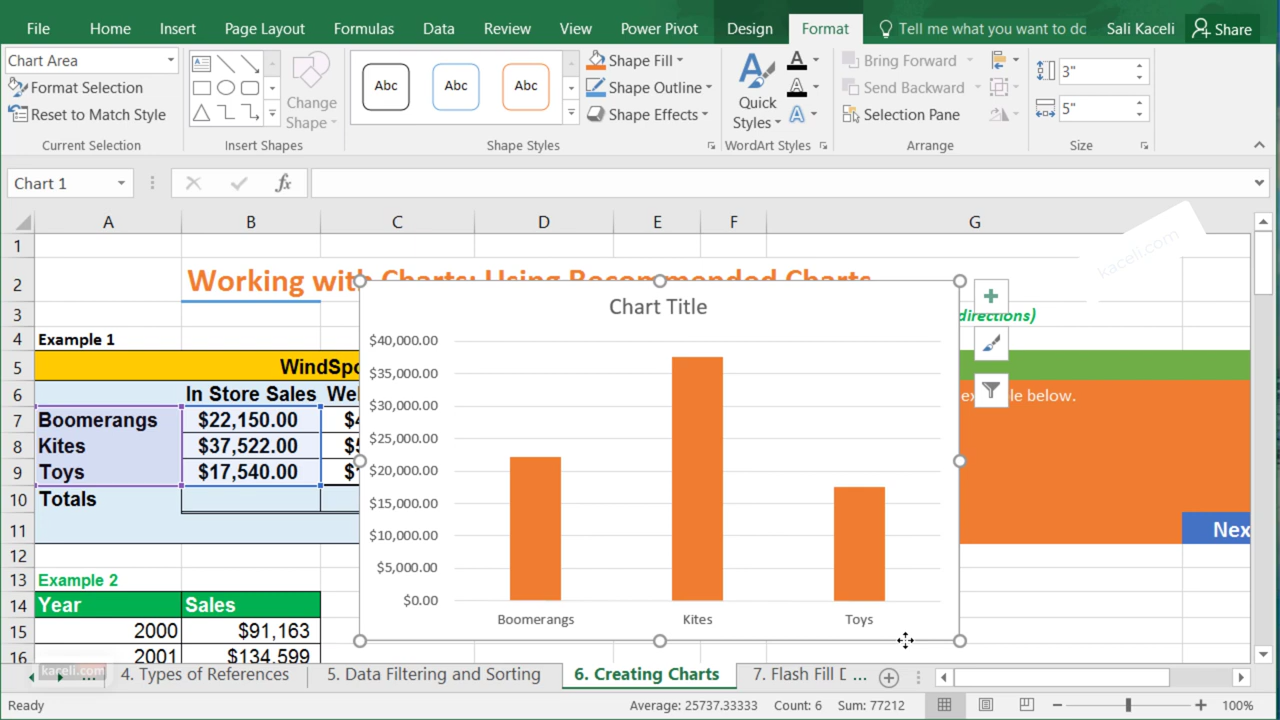 File Home Insert Page Layout Formulas Data Review View Power Pivot Design Format Tell me what you want to do Sali Kaceli Share
Chart Area
Format Selection
Reset to Match Style
Current Selection
Change
Shape
Insert Shapes
Abc Abc Abc
Shape Fill
Shape Outline
Shape Effects
Shape Styles
Quick
Styles
WordArt Styles
Bring Forward
Send Backward
Selection Pane
Arrange
3"
5"
Size
Chart 1 fx
A B C D E F G
kaceli.com
1
2 Working with Charts: Using Recommended Charts
3 directions)
4 Example 1
5 WindSpo
6 In Store Sales We
7 Boomerangs $22,150.00 $4
8 Kites $37,522.00 $5
9 Toys $17,540.00 $
10 Totals
11 Nex
12
13 Example 2
14 Year Sales
15 2000 $91,163
16 2001 $134,599
le below.
Chart Title
$40,000.00
$35,000.00
$30,000.00
$25,000.00
$20,000.00
$15,000.00
$10,000.00
$5,000.00
$0.00
Boomerangs Kites Toys
kaceli.com
... 4. Types of References 5. Data Filtering and Sorting 6. Creating Charts 7. Flash Fill D ...
Ready Average: 25737.33333 Count: 6 Sum: 77212 100%